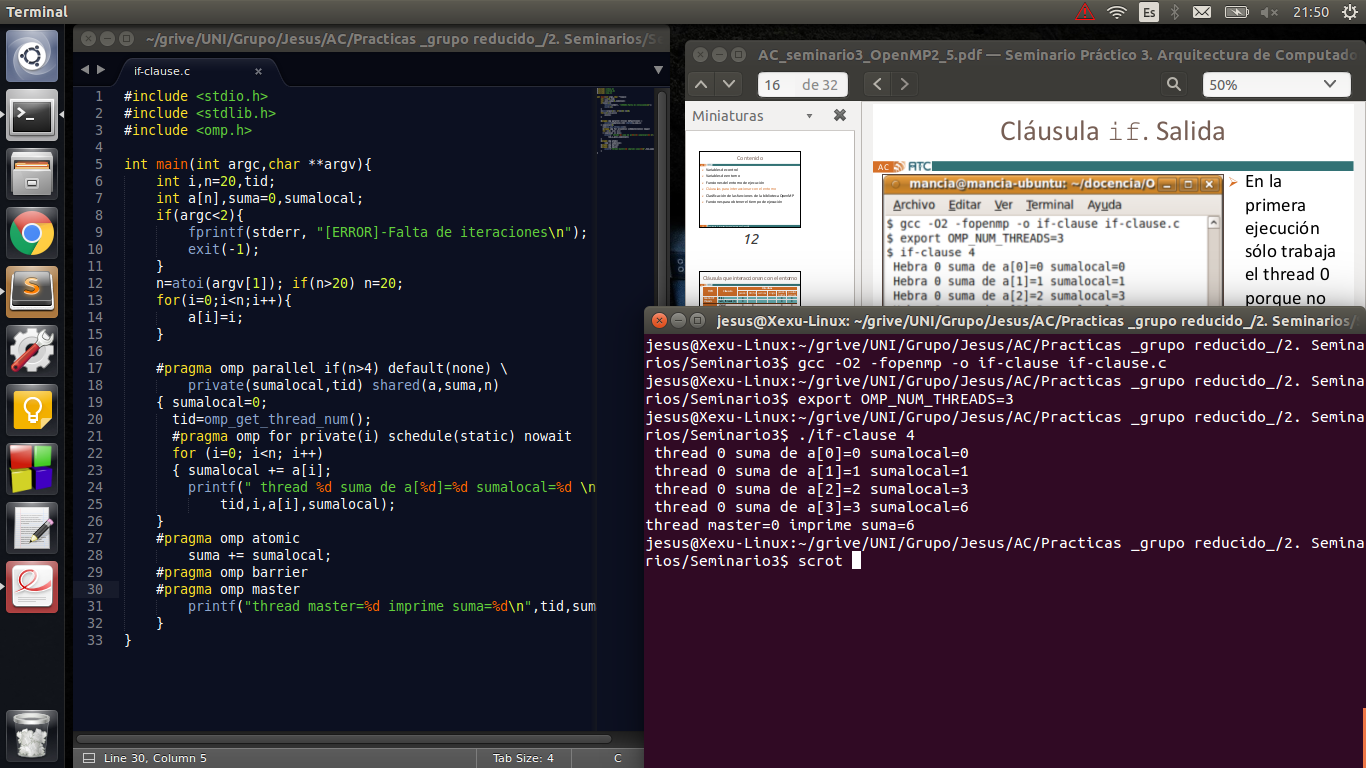 Terminal
Es
21:50
~/grive/UNI/Grupo/Jesus/AC/Practicas _grupo reducido_/2. Seminarios/S
if-clause.c
1 #include <stdio.h>
2 #include <stdlib.h>
3 #include <omp.h>
4
5 int main(int argc,char **argv){
6 int i,n=20,tid;
7 int a[n],suma=0,sumalocal;
8 if(argc<2){
9 fprintf(stderr, "[ERROR]-Falta de iteraciones\n");
10 exit(-1);
11 }
12 n=atoi(argv[1]); if(n>20) n=20;
13 for(i=0;i<n;i++){
14 a[i]=i;
15 }
16
17 #pragma omp parallel if(n>4) default(none) \
18 private(sumalocal,tid) shared(a,suma,n)
19 { sumalocal=0;
20 tid=omp_get_thread_num();
21 #pragma omp for private(i) schedule(static) nowait
22 for (i=0; i<n; i++)
23 { sumalocal += a[i];
24 printf(" thread %d suma de a[%d]=%d sumalocal=%d \n
25 tid,i,a[i],sumalocal);
26 }
27 #pragma omp atomic
28 suma += sumalocal;
29 #pragma omp barrier
30 #pragma omp master
31 printf("thread master=%d imprime suma=%d\n",tid,sum
32 }
33 }
Line 30, Column 5
Tab Size: 4
C
AC_seminario3_OpenMP2_5.pdf — Seminario Práctico 3. Arquitectura de Computado
16 de 32
50%
Miniaturas
Contenido
12
Cláusula if. Salida
AC
ATC
mancia@mancia-ubuntu: ~/docencia/O
Archivo Editar Ver Terminal Ayuda
$ gcc -O2 -fopenmp -o if-clause if-clause.c
$ export OMP_NUM_THREADS=3
$ if-clause 4
Hebra 0 suma de a[0]=0 sumalocal=0
Hebra 0 suma de a[1]=1 sumalocal=1
Hebra 0 suma de a[2]=2 sumalocal=3
En la
primera
ejecución
sólo trabaja
el thread 0
porque no
jesus@Xexu-Linux: ~/grive/UNI/Grupo/Jesus/AC/Practicas _grupo reducido_/2. Seminarios/
jesus@Xexu-Linux:~/grive/UNI/Grupo/Jesus/AC/Practicas _grupo reducido_/2. Semina
rios/Seminario3$ gcc -O2 -fopenmp -o if-clause if-clause.c
jesus@Xexu-Linux:~/grive/UNI/Grupo/Jesus/AC/Practicas _grupo reducido_/2. Semina
rios/Seminario3$ export OMP_NUM_THREADS=3
jesus@Xexu-Linux:~/grive/UNI/Grupo/Jesus/AC/Practicas _grupo reducido_/2. Semina
rios/Seminario3$ ./if-clause 4
thread 0 suma de a[0]=0 sumalocal=0
thread 0 suma de a[1]=1 sumalocal=1
thread 0 suma de a[2]=2 sumalocal=3
thread 0 suma de a[3]=3 sumalocal=6
thread master=0 imprime suma=6
jesus@Xexu-Linux:~/grive/UNI/Grupo/Jesus/AC/Practicas _grupo reducido_/2. Semina
rios/Seminario3$ scrot